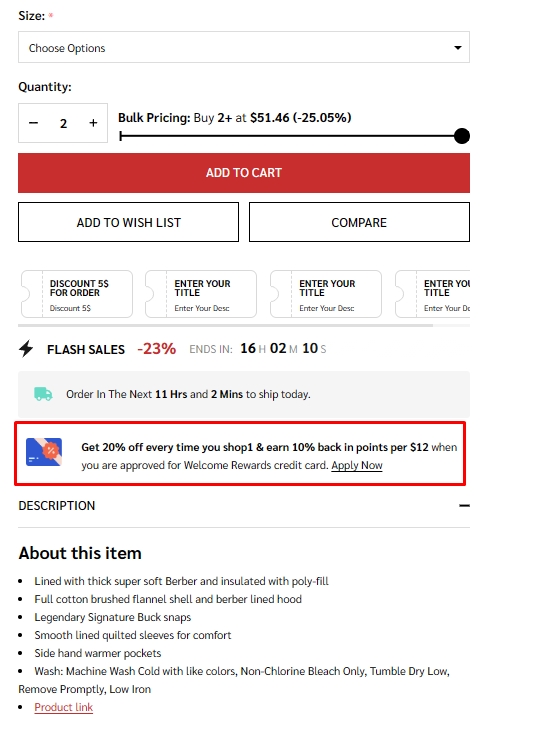 Size: *
Choose Options
Quantity:
− 2 +
Bulk Pricing: Buy 2+ at $51.46 (-25.05%)
ADD TO CART
ADD TO WISH LIST
COMPARE
DISCOUNT 5$
FOR ORDER
Discount 5$
ENTER YOUR
TITLE
Enter Your Desc
ENTER YOUR
TITLE
Enter Your Desc
ENTER YOU
TITLE
Enter Your De
FLASH SALES -23% ENDS IN: 16 H 02 M 10 S
Order In The Next 11 Hrs and 2 Mins to ship today.
Get 20% off every time you shop1 & earn 10% back in points per $12 when
you are approved for Welcome Rewards credit card. Apply Now
DESCRIPTION
About this item
• Lined with thick super soft Berber and insulated with poly-fill
• Full cotton brushed flannel shell and berber lined hood
• Legendary Signature Buck snaps
• Smooth lined quilted sleeves for comfort
• Side hand warmer pockets
• Wash: Machine Wash Cold with like colors, Non-Chlorine Bleach Only, Tumble Dry Low,
Remove Promptly, Low Iron
• Product link